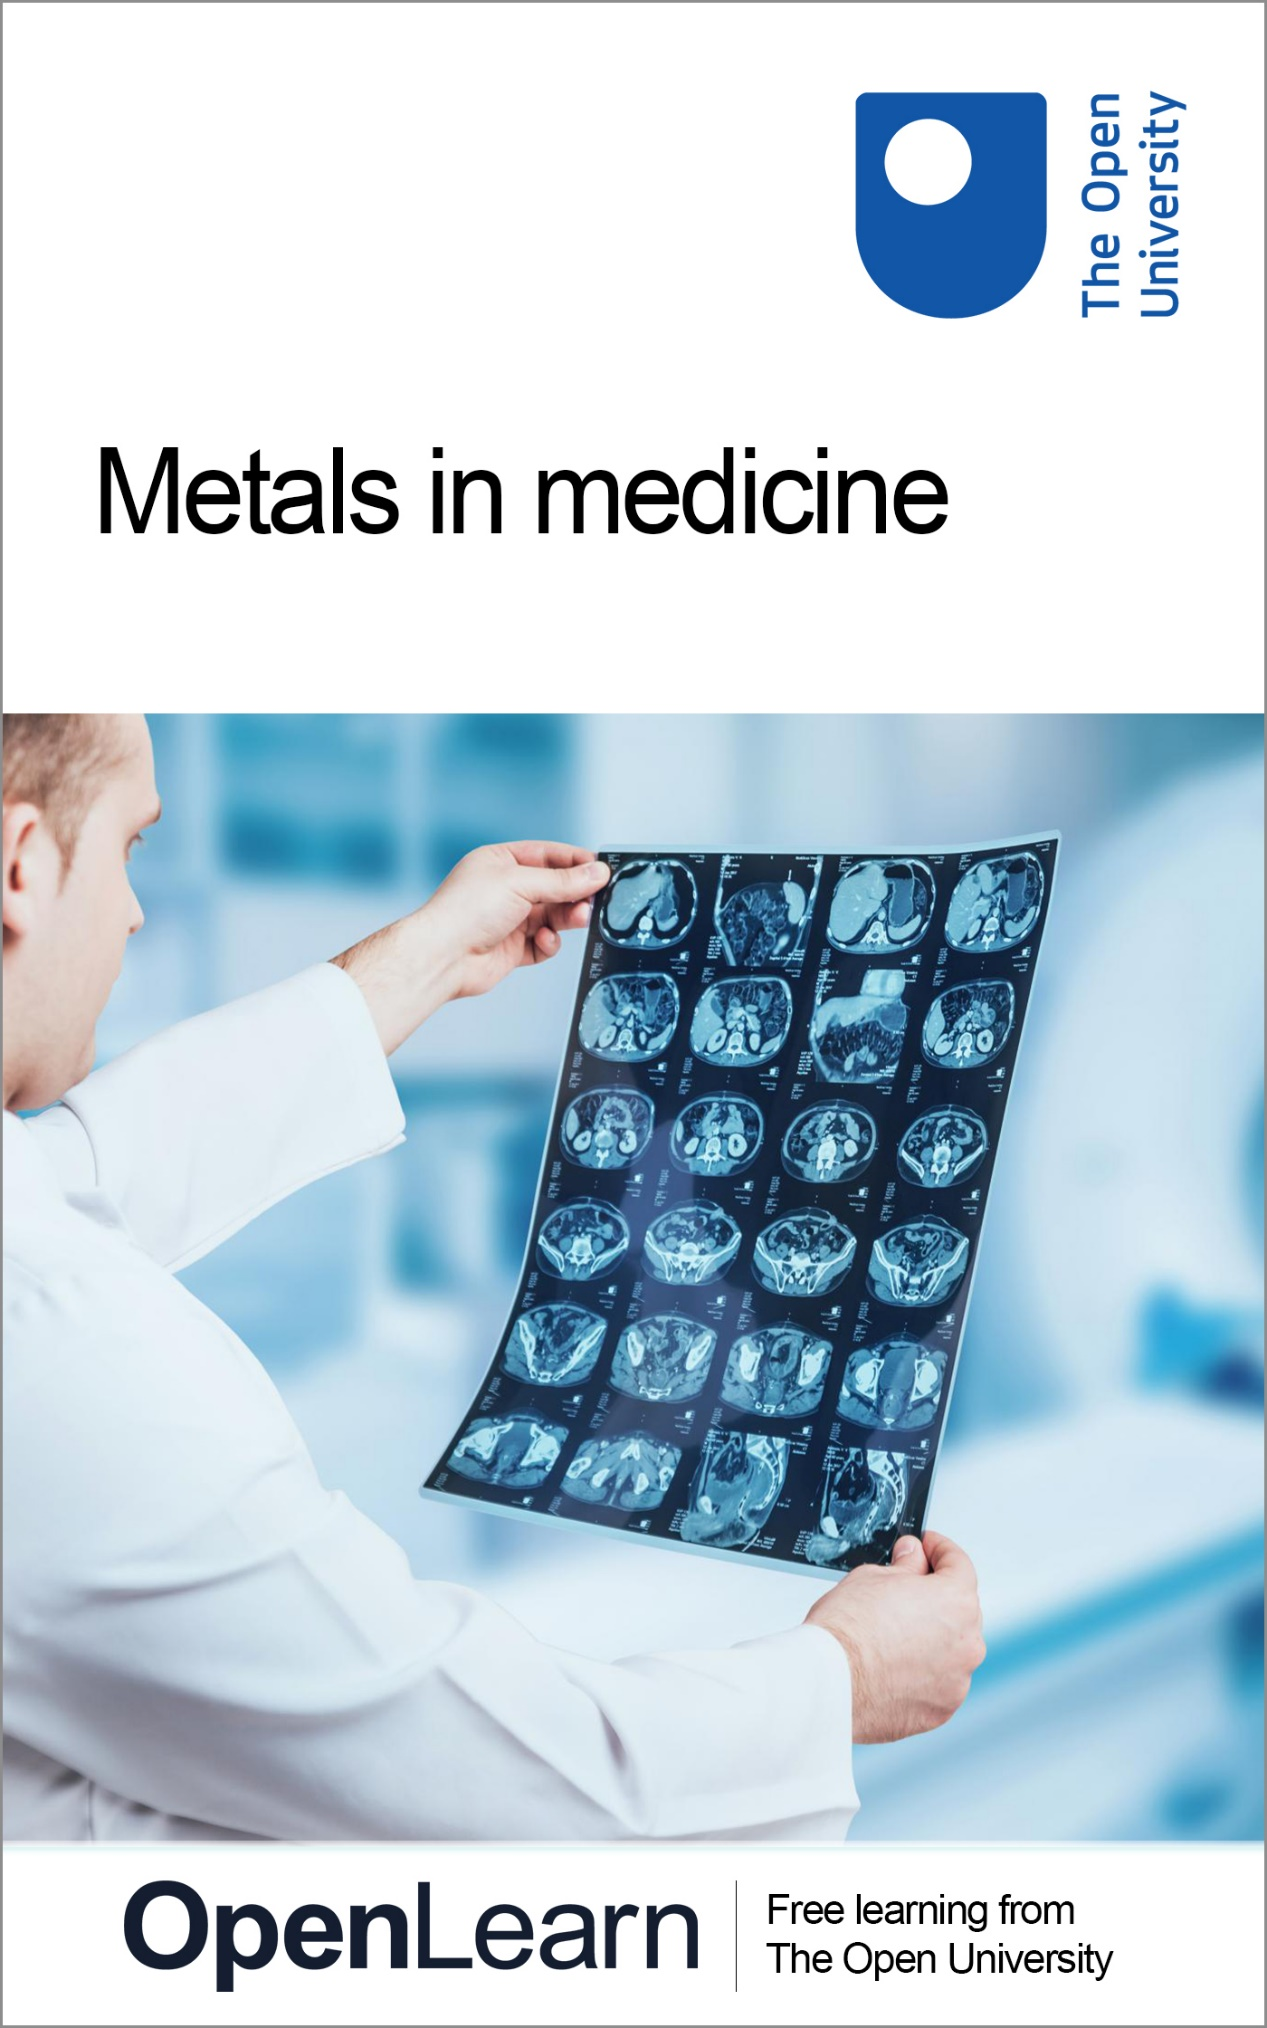 The Open
University
Metals in medicine
OpenLearn
Free learning from
The Open University